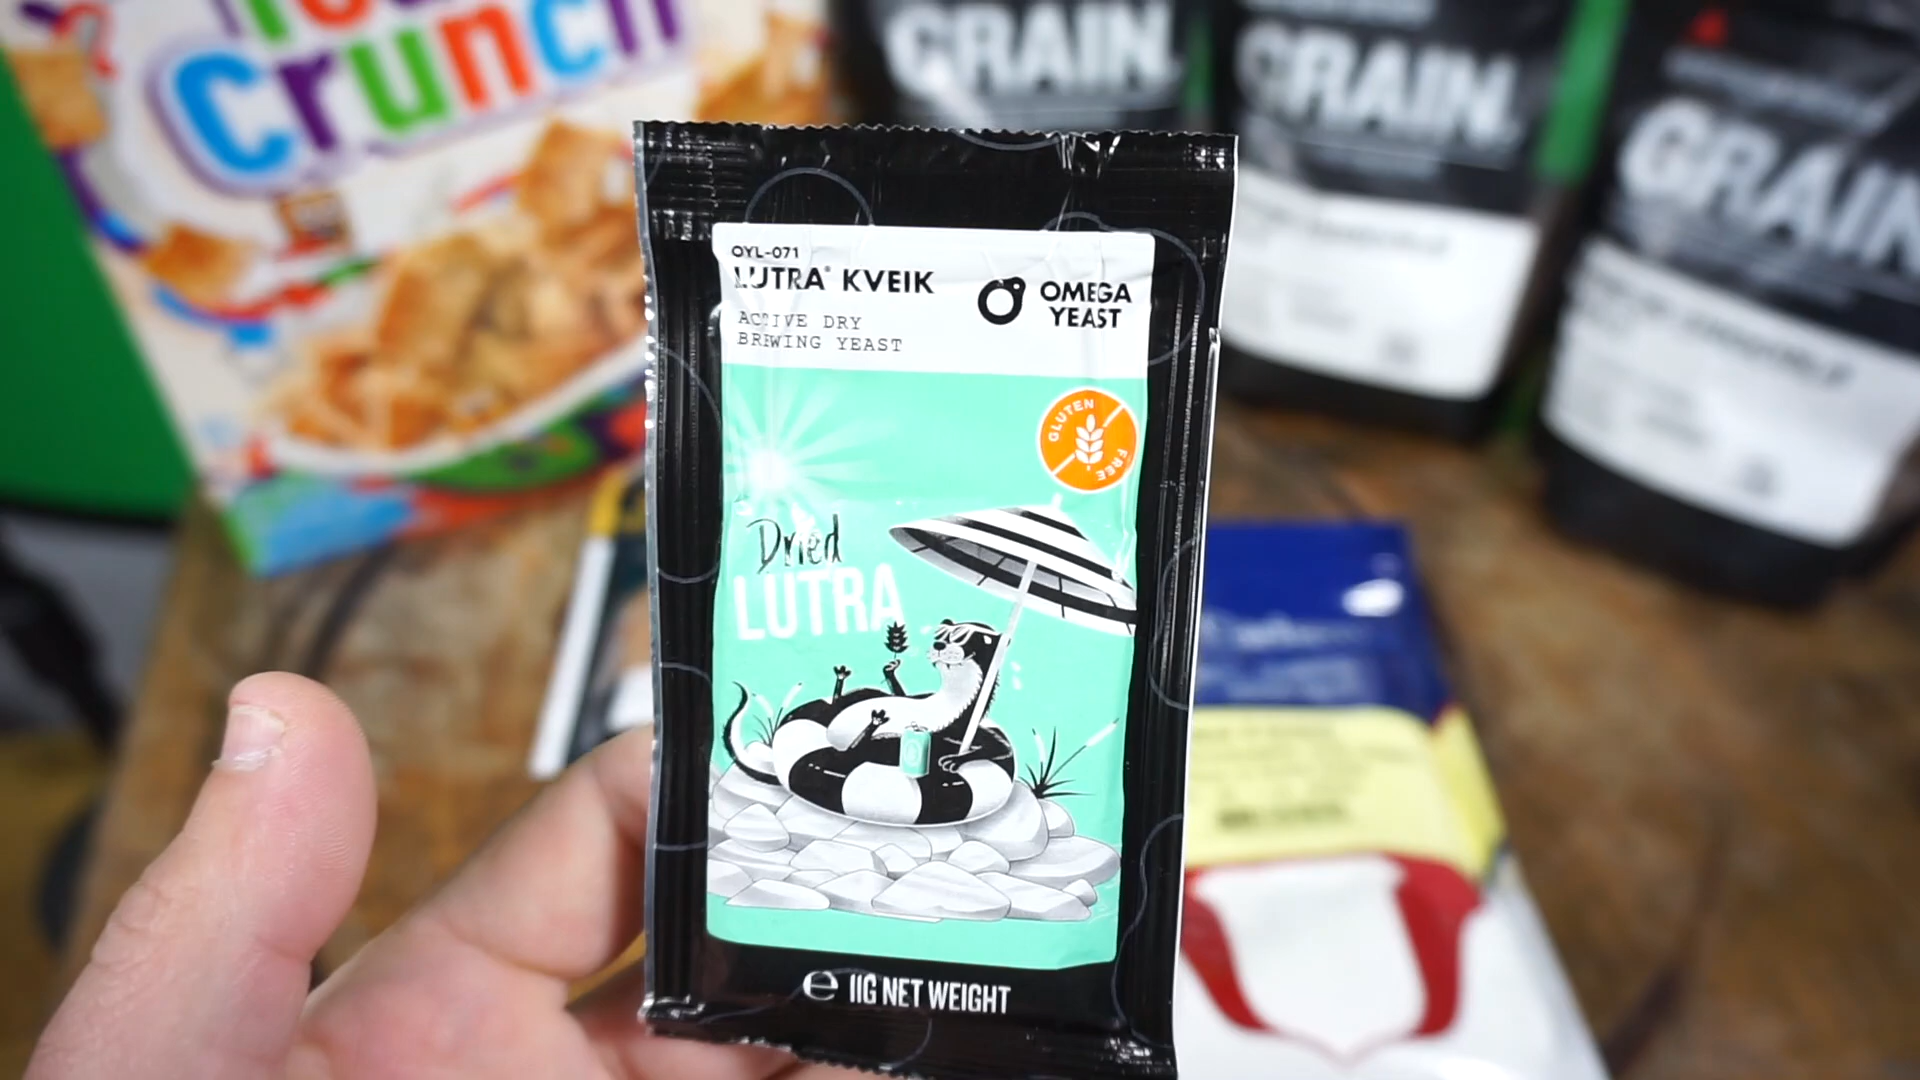 Crunch
GRAIN.
GRAIN.
GRAIN
OYL-071
LUTRA® KVEIK
ACTIVE DRY
BREWING YEAST
OMEGA
YEAST
GLUTEN
FREE
Dried
LUTRA
e 11G NET WEIGHT